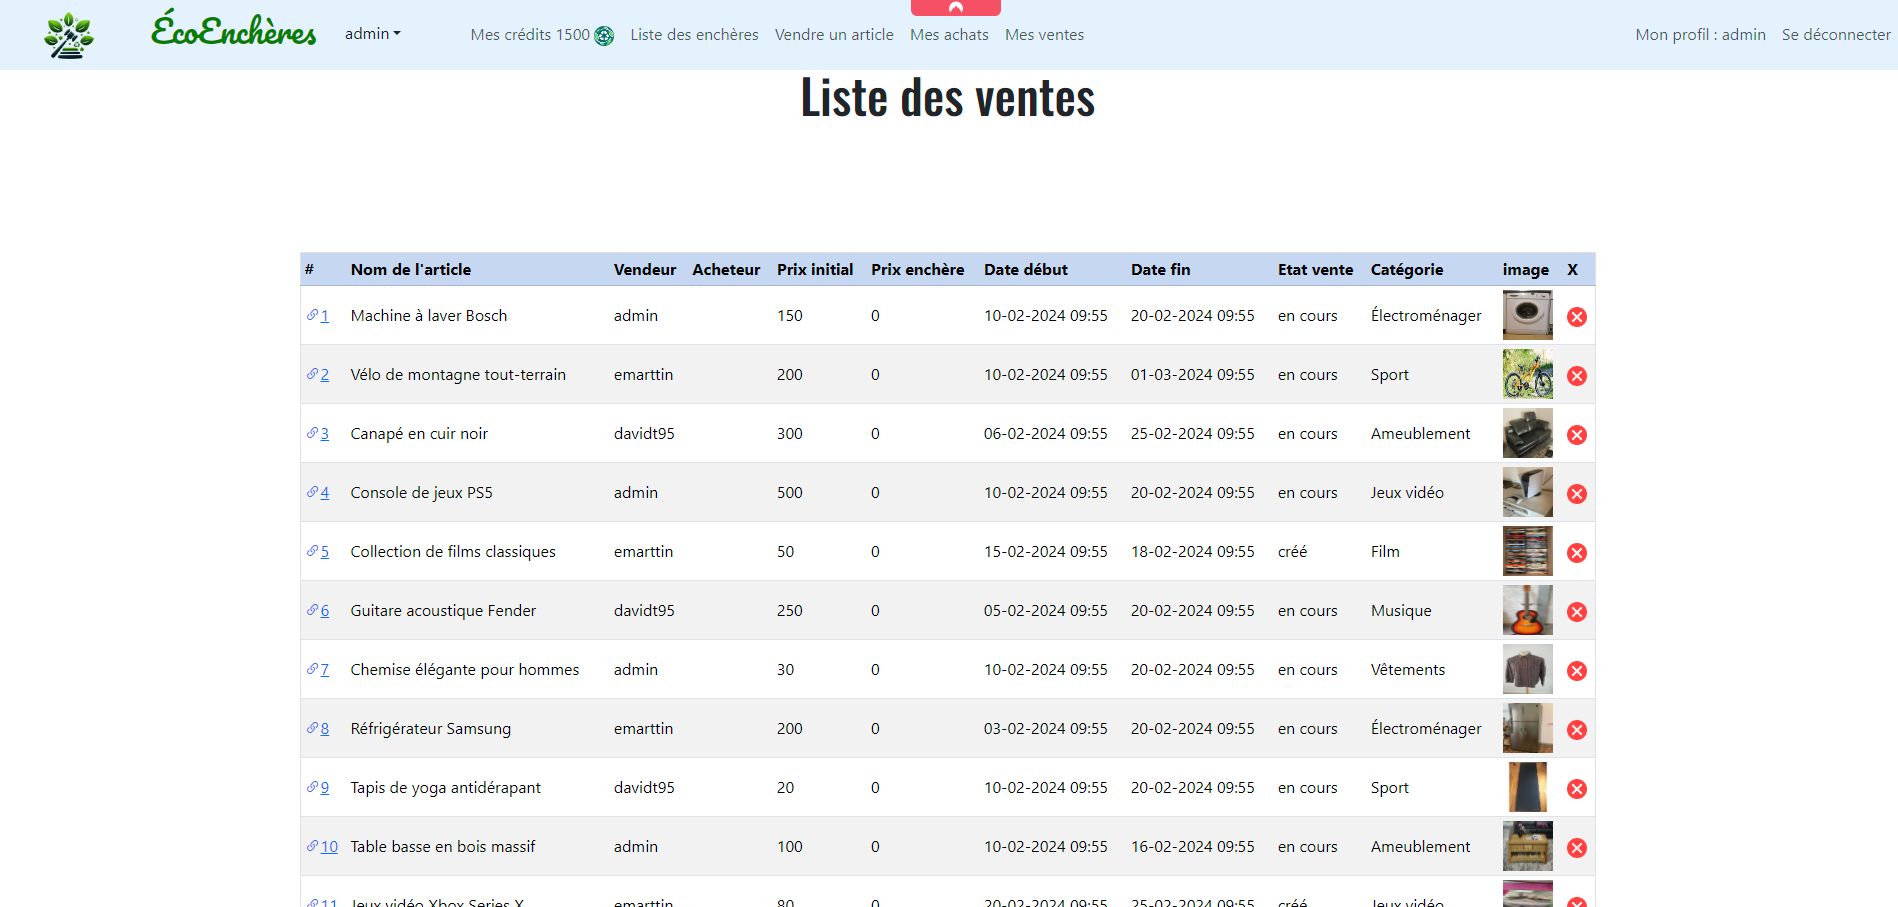 ÉcoEnchères admin Mes crédits 1500 Liste des enchères Vendre un article Mes achats Mes ventes Mon profil : admin Se déconnecter
Liste des ventes
# Nom de l'article Vendeur Acheteur Prix initial Prix enchère Date début Date fin Etat vente Catégorie image X
1 Machine à laver Bosch admin 150 0 10-02-2024 09:55 20-02-2024 09:55 en cours Électroménager
2 Vélo de montagne tout-terrain emarttin 200 0 10-02-2024 09:55 01-03-2024 09:55 en cours Sport
3 Canapé en cuir noir davidt95 300 0 06-02-2024 09:55 25-02-2024 09:55 en cours Ameublement
4 Console de jeux PS5 admin 500 0 10-02-2024 09:55 20-02-2024 09:55 en cours Jeux vidéo
5 Collection de films classiques emarttin 50 0 15-02-2024 09:55 18-02-2024 09:55 créé Film
6 Guitare acoustique Fender davidt95 250 0 05-02-2024 09:55 20-02-2024 09:55 en cours Musique
7 Chemise élégante pour hommes admin 30 0 10-02-2024 09:55 20-02-2024 09:55 en cours Vêtements
8 Réfrigérateur Samsung emarttin 200 0 03-02-2024 09:55 20-02-2024 09:55 en cours Électroménager
9 Tapis de yoga antidérapant davidt95 20 0 10-02-2024 09:55 20-02-2024 09:55 en cours Sport
10 Table basse en bois massif admin 100 0 10-02-2024 09:55 16-02-2024 09:55 en cours Ameublement
11 Jeux vidéo Xbox Series X emarttin 80 0 20-02-2024 09:55 25-02-2024 09:55 créé Jeux vidéo